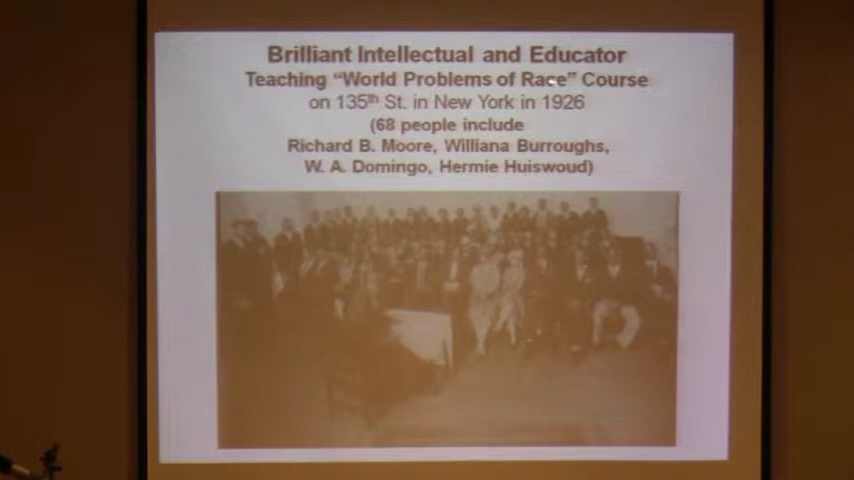 Brilliant Intellectual and Educator
Teaching “World Problems of Race” Course
on 135th St. in New York in 1926
(68 people include
Richard B. Moore, Williana Burroughs,
W. A. Domingo, Hermie Huiswoud)